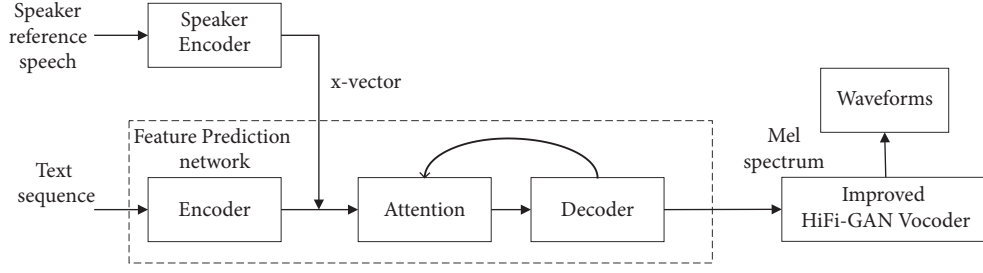 Speaker
reference
speech
Speaker
Encoder
x-vector
Feature Prediction
network
Text
sequence
Encoder
Attention
Decoder
Mel
spectrum
Waveforms
Improved
HiFi-GAN Vocoder